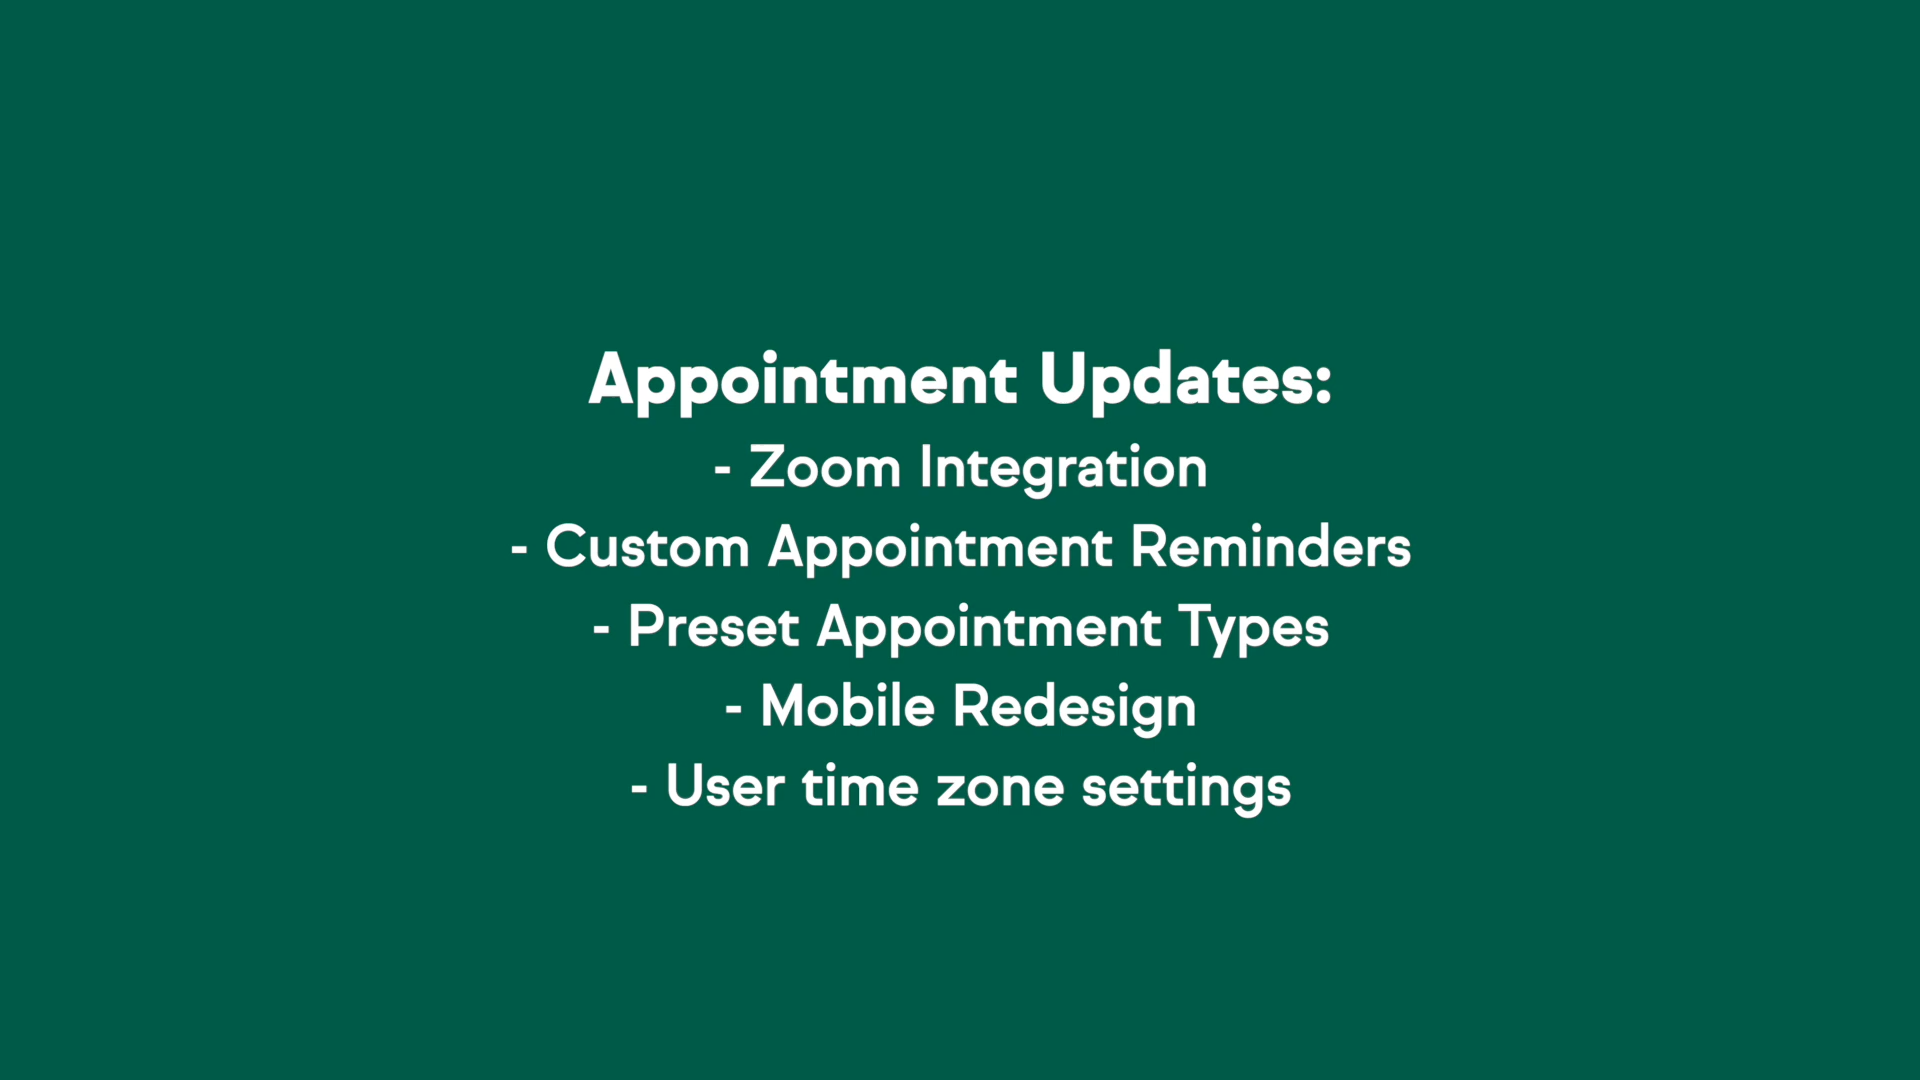 Appointment Updates:
- Zoom Integration
- Custom Appointment Reminders
- Preset Appointment Types
- Mobile Redesign
- User time zone settings